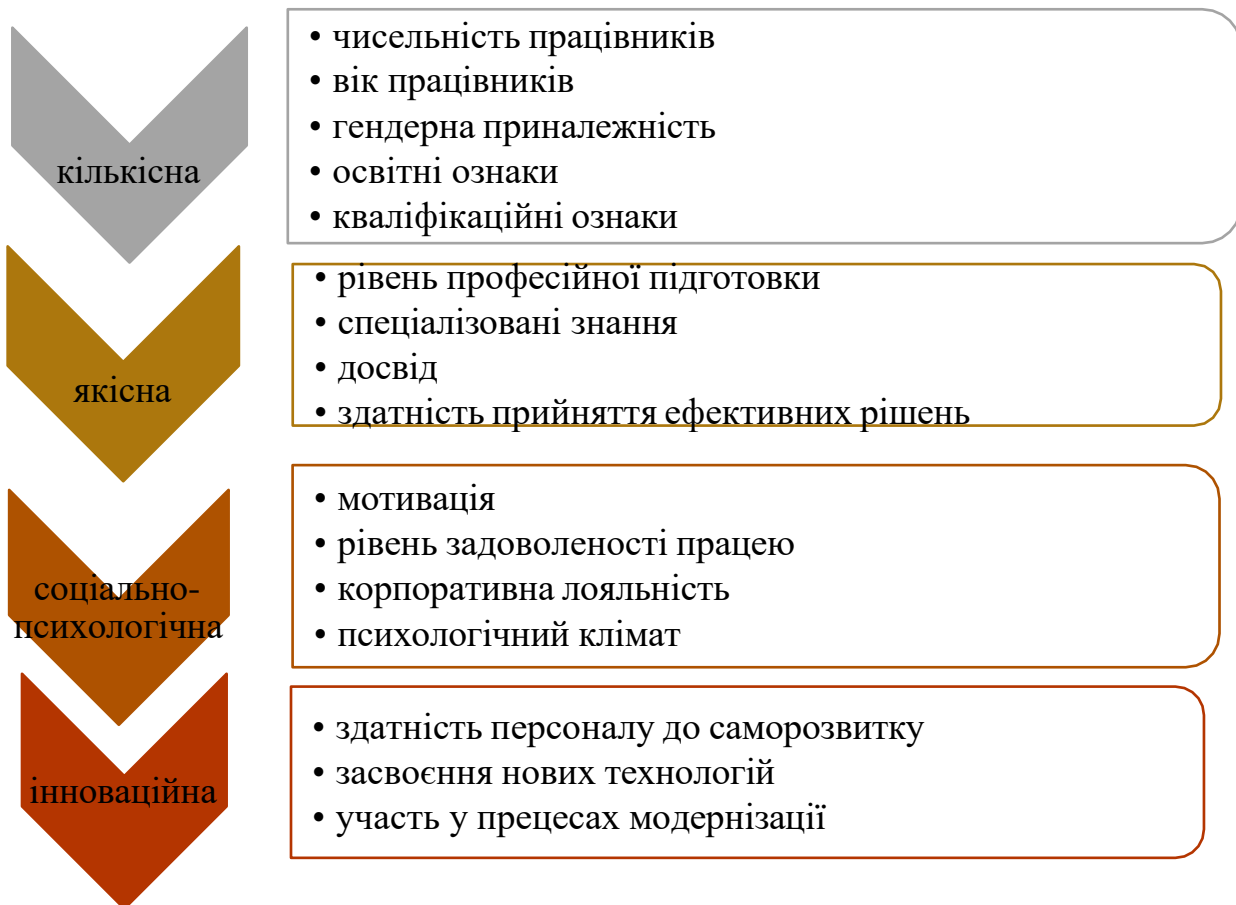 кількісна
• чисельність працівників
• вік працівників
• гендерна приналежність
• освітні ознаки
• кваліфікаційні ознаки
якісна
• рівень професійної підготовки
• спеціалізовані знання
• досвід
• здатність прийняття ефективних рішень
соціально-
психологічна
• мотивація
• рівень задоволеності працею
• корпоративна лояльність
• психологічний клімат
інноваційна
• здатність персоналу до саморозвитку
• засвоєння нових технологій
• участь у прецесах модернізації